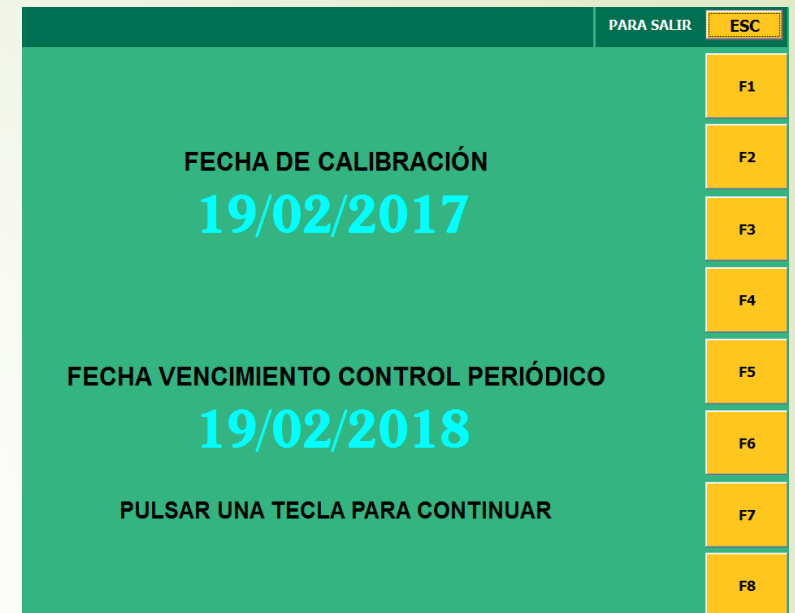 PARA SALIR ESC
F1
FECHA DE CALIBRACIÓN
F2
19/02/2017
F3
F4
FECHA VENCIMIENTO CONTROL PERIÓDICO
F5
19/02/2018
F6
PULSAR UNA TECLA PARA CONTINUAR
F7
F8